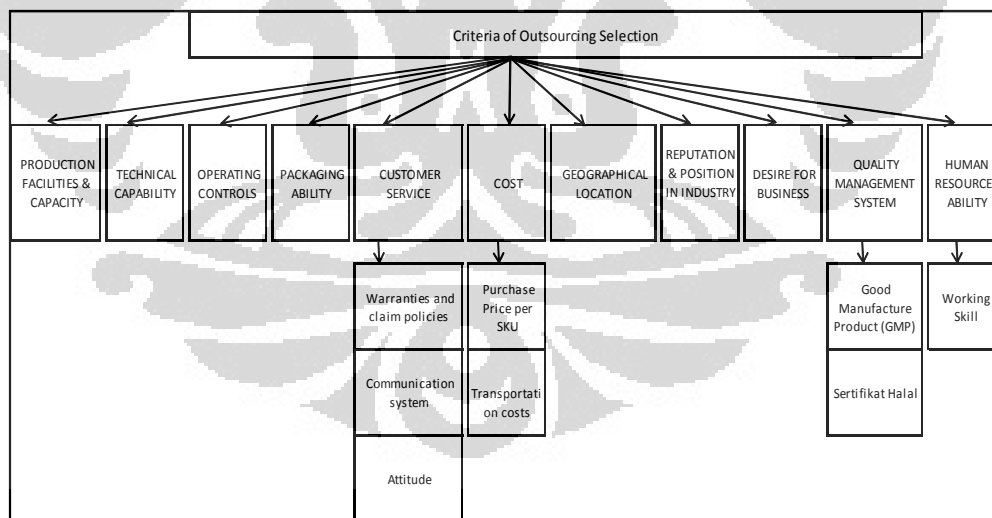 Criteria of Outsourcing Selection
PRODUCTION
FACILITIES &
CAPACITY
TECHNICAL
CAPABILITY
OPERATING
CONTROLS
PACKAGING
ABILITY
CUSTOMER
SERVICE
COST
GEOGRAPHICAL
LOCATION
REPUTATION
& POSITION
IN INDUSTRY
DESIRE FOR
BUSINESS
QUALITY
MANAGEMENT
SYSTEM
HUMAN
RESOURCE
ABILITY
Warranties and
claim policies
Communication
system
Attitude
Purchase
Price per
SKU
Transportati
on costs
Good
Manufacture
Product (GMP)
Sertifikat Halal
Working
Skill